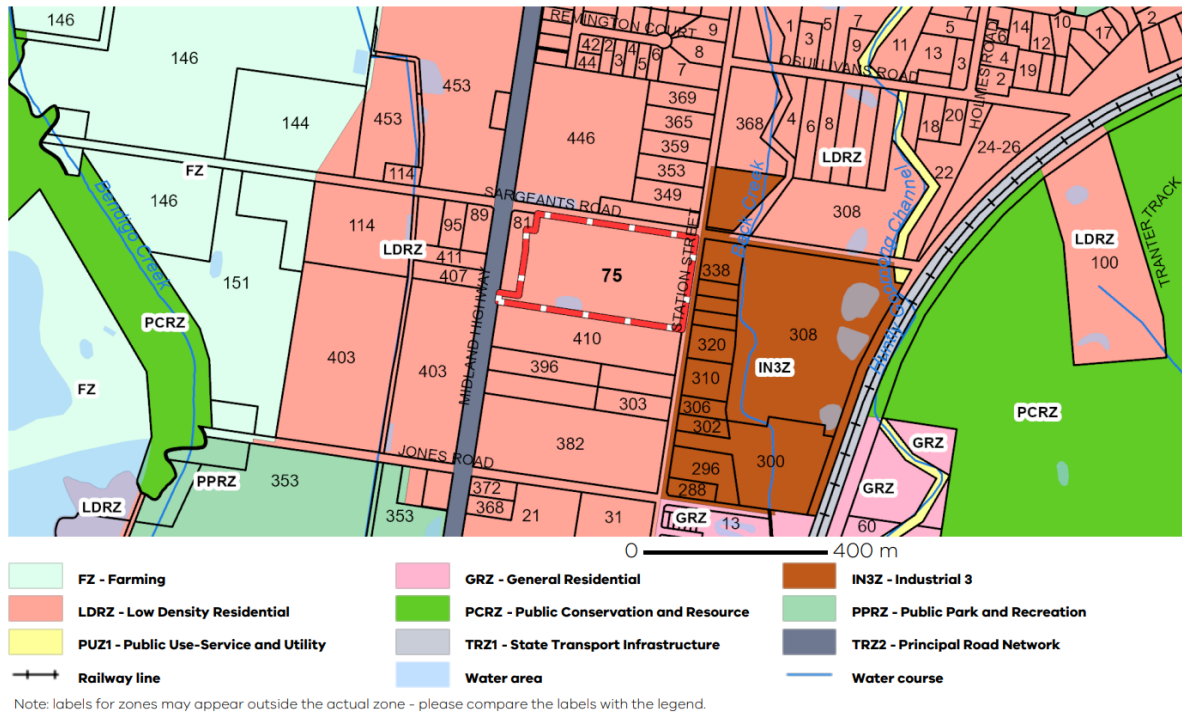 146
146
144
453
453
114
FZ
SARGEANTS ROAD
REMINGTON COURT
42 2 4 6
44 3 5
9
8
7
446
369
365
359
353
349
1
3
5
7
9
11
5
7
13
3
OSULLIVANS ROAD
HOLMES ROAD
6
4
2
14
12
19
10
17
2
368
4
6
8
LDRZ
18
20
22
24-26
308
Back Creek
Huntly Glooming Channel
Bendigo Creek
146
151
114
95
89
81
LDRZ
411
407
75
STATION STREET
MIDLAND HIGHWAY
338
308
LDRZ
100
TRANTER-TRACK
PCRZ
FZ
403
403
410
396
303
382
320
310
306
302
IN3Z
300
296
288
PCRZ
GRZ
GRZ
60
JONES ROAD
PPRZ
353
353
LDRZ
372
368
21
31
GRZ
13
0 400 m
FZ - Farming
GRZ - General Residential
IN3Z - Industrial 3
LDRZ - Low Density Residential
PCRZ - Public Conservation and Resource
PPRZ - Public Park and Recreation
PUZ1 - Public Use-Service and Utility
TRZ1 - State Transport Infrastructure
TRZ2 - Principal Road Network
Railway line
Water area
Water course
Note: labels for zones may appear outside the actual zone - please compare the labels with the legend.